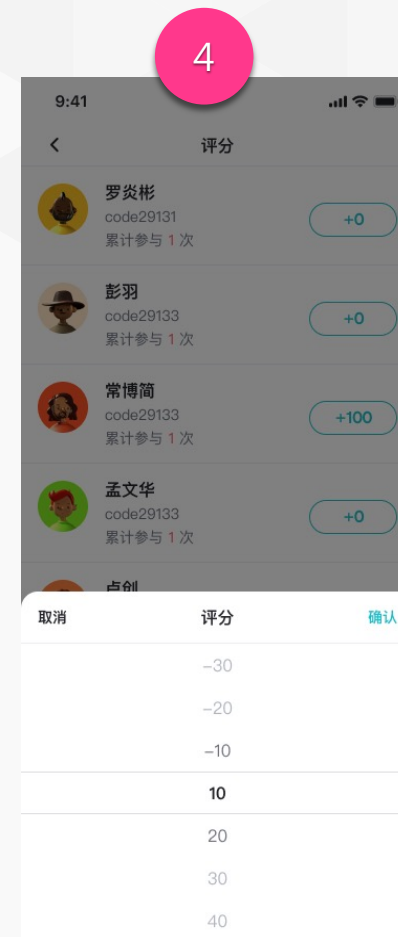 4
9:41
评分
罗炎彬
code29131
累计参与 1 次
+0
彭羽
code29133
累计参与 1 次
+0
常博简
code29133
累计参与 1 次
+100
孟文华
code29133
累计参与 1 次
+0
卢创
取消
评分
确认
-30
-20
-10
10
20
30
40